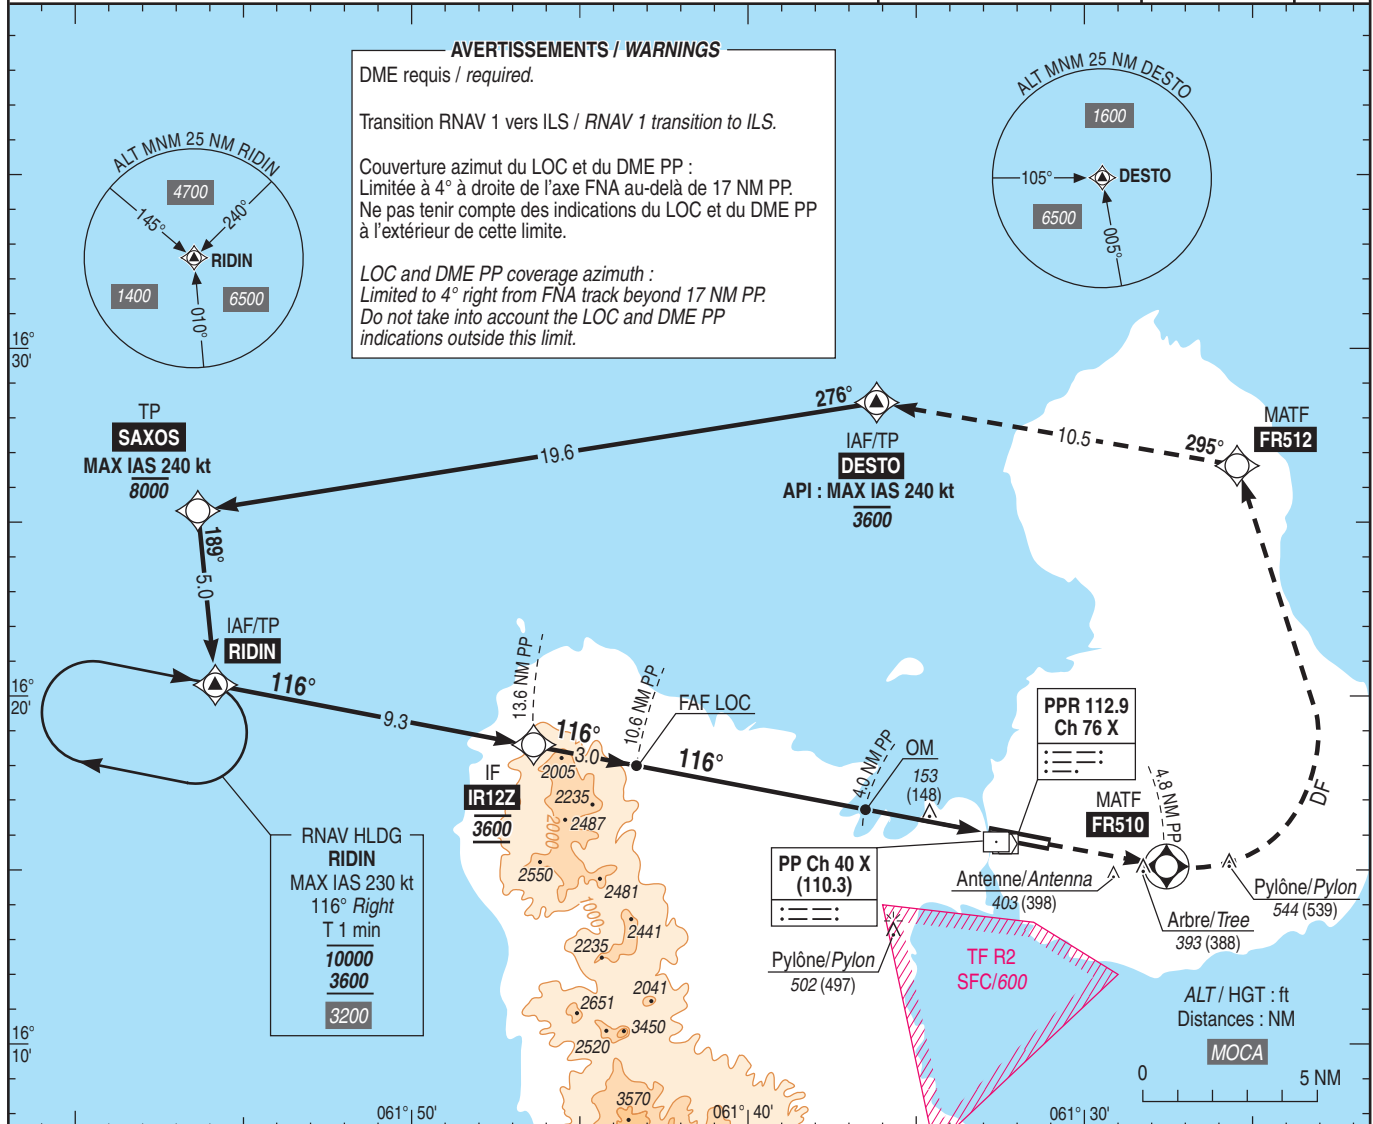 AVERTISSEMENTS / WARNINGS
DME requis / required.
Transition RNAV 1 vers ILS / RNAV 1 transition to ILS.
Couverture azimut du LOC et du DME PP :
Limitée à 4° à droite de l'axe FNA au-delà de 17 NM PP.
Ne pas tenir compte des indications du LOC et du DME PP
à l'extérieur de cette limite.
LOC and DME PP coverage azimuth :
Limited to 4° right from FNA track beyond 17 NM PP.
Do not take into account the LOC and DME PP
indications outside this limit.
ALT MNM 25 NM RIDIN
4700
145°
240°
RIDIN
1400
6500
010°
ALT MNM 25 NM DESTO
1600
105°
DESTO
6500
005°
16°
30'
TP
SAXOS
MAX IAS 240 kt
8000
276°
19.6
IAF/TP
DESTO
API : MAX IAS 240 kt
3600
10.5
295°
MATF
FR512
189°
5.0
IAF/TP
RIDIN
16°
20'
116°
9.3
13.6 NM PP
116°
3.0
10.6 NM PP
FAF LOC
116°
IF
IR12Z
3600
4.0 NM PP
OM
153
(148)
PPR 112.9
Ch 76 X
4.8 NM PP
MATF
FR510
DF
PP Ch 40 X
(110.3)
Antenne/Antenna
403 (398)
Arbre/Tree
393 (388)
Pylône/Pylon
544 (539)
Pylône/Pylon
502 (497)
TF R2
SFC/600
RNAV HLDG
RIDIN
MAX IAS 230 kt
116° Right
T 1 min
10000
3600
3200
2005
2235
2487
2000
2550
2481
1000
2441
2235
2041
2651
3450
2520
3570
ALT / HGT : ft
Distances : NM
MOCA
0
5 NM
16°
10'
061° 50'
061° 40'
061° 30'